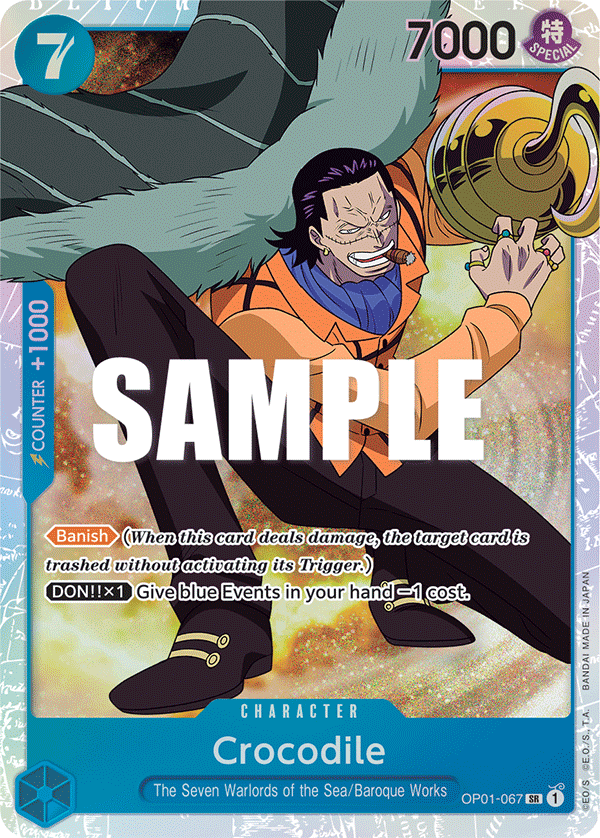 7
7000
特
SPECIAL
COUNTER +1000
SAMPLE
Banish (When this card deals damage, the target card is
trashed without activating its Trigger.)
DON!!×1 Give blue Events in your hand −1 cost.
CHARACTER
Crocodile
The Seven Warlords of the Sea/Baroque Works
OP01-067 SR 1
©EO/S ©E.O./S, T.A. BANDAI MADE IN JAPAN